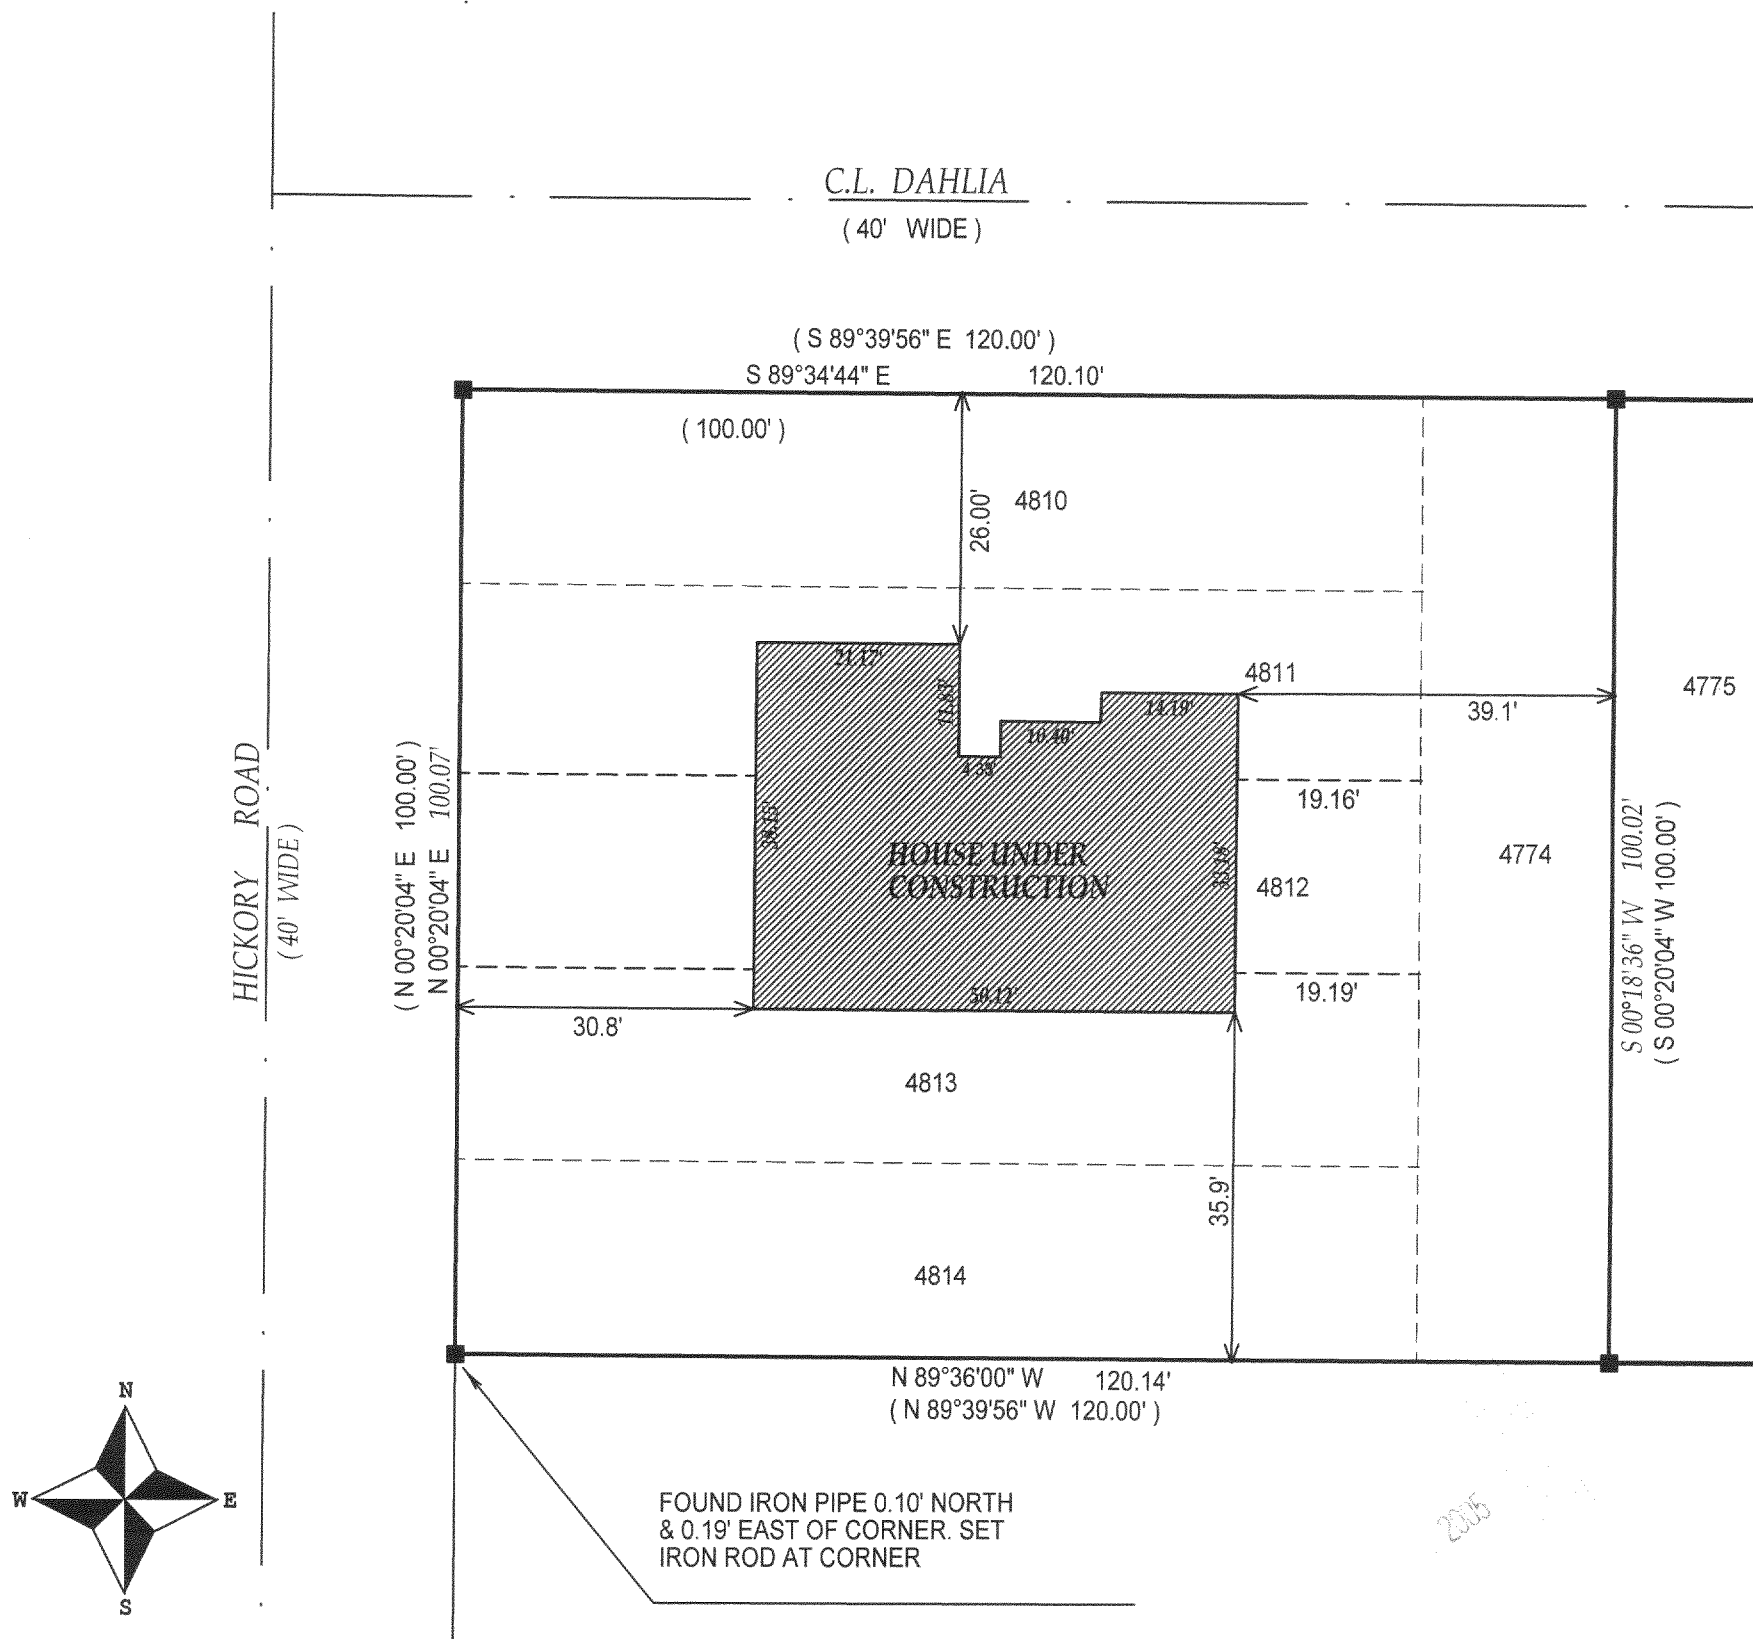 C.L. DAHLIA
( 40' WIDE )
( S 89°39'56" E 120.00' )
S 89°34'44" E 120.10'
( 100.00' )
26.00'
4810
21.17'
11.83'
4.38'
10.40'
14.19'
4811
39.1'
4775
HICKORY ROAD
( 40' WIDE )
( N 00°20'04" E 100.00' )
N 00°20'04" E 100.07'
38.15'
HOUSE UNDER
CONSTRUCTION
33.18'
19.16'
4812
4774
S 00°18'36" W 100.02'
( S 00°20'04" W 100.00' )
50.12'
19.19'
30.8'
4813
35.9'
4814
N 89°36'00" W 120.14'
( N 89°39'56" W 120.00' )
N
W
E
S
FOUND IRON PIPE 0.10' NORTH
& 0.19' EAST OF CORNER. SET
IRON ROD AT CORNER
2005